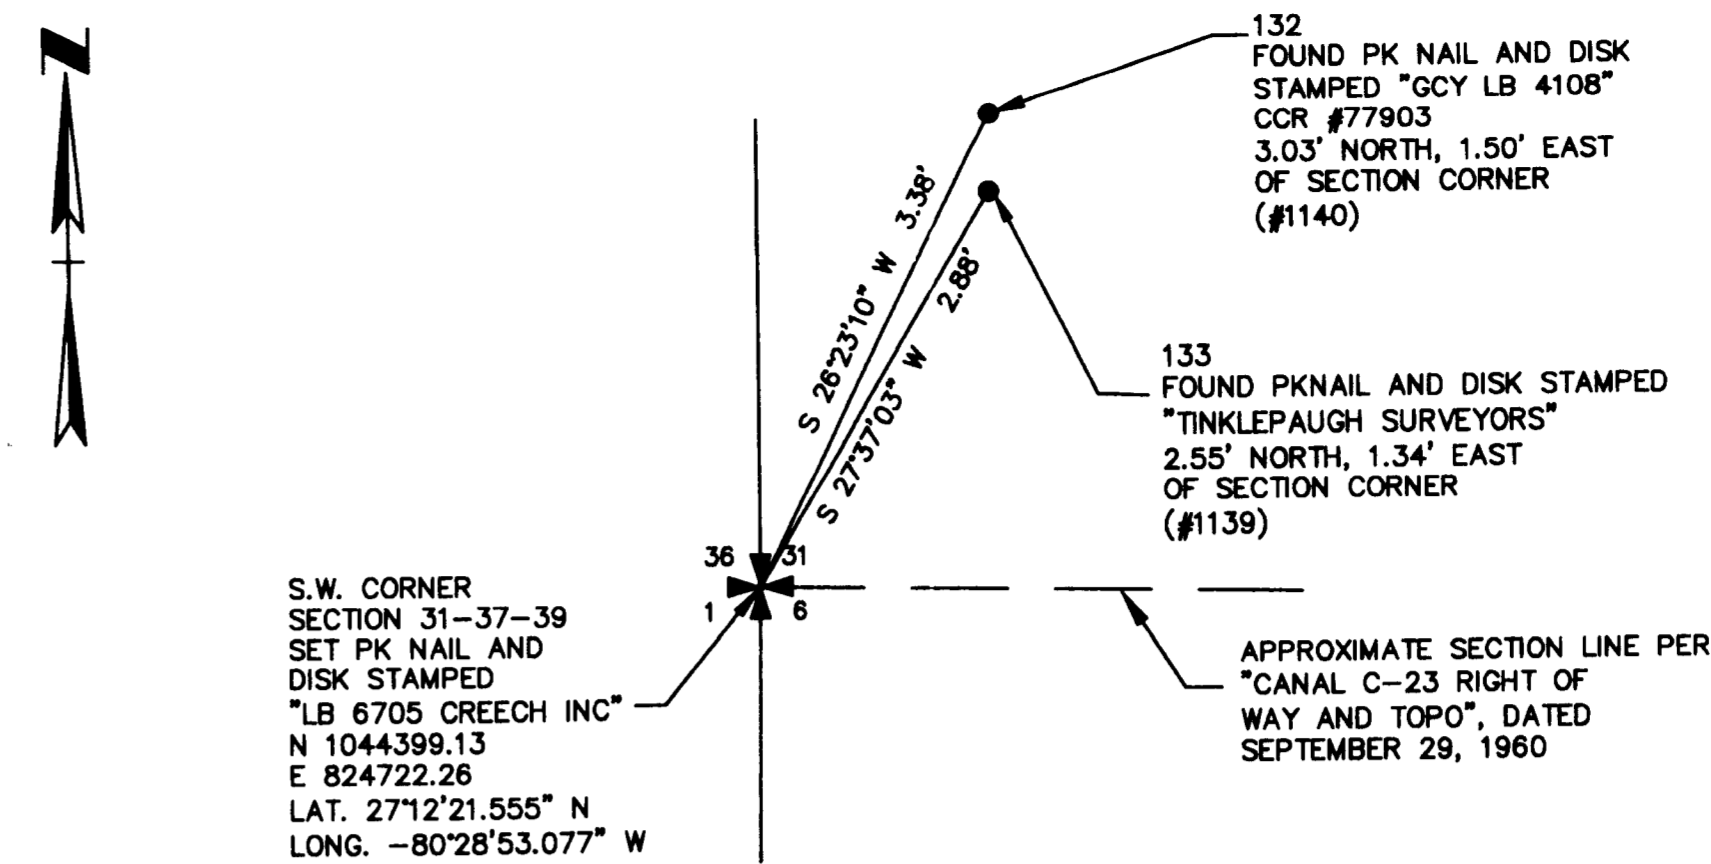 N
132
FOUND PK NAIL AND DISK
STAMPED "GCY LB 4108"
CCR #77903
3.03' NORTH, 1.50' EAST
OF SECTION CORNER
(#1140)
S 26°23'10" W 3.38'
S 27°37'03" W 2.88'
133
FOUND PKNAIL AND DISK STAMPED
"TINKLEPAUGH SURVEYORS"
2.55' NORTH, 1.34' EAST
OF SECTION CORNER
(#1139)
36 31
1 6
S.W. CORNER
SECTION 31-37-39
SET PK NAIL AND
DISK STAMPED
"LB 6705 CREECH INC"
N 1044399.13
E 824722.26
LAT. 27°12'21.555" N
LONG. -80°28'53.077" W
APPROXIMATE SECTION LINE PER
"CANAL C-23 RIGHT OF
WAY AND TOPO", DATED
SEPTEMBER 29, 1960